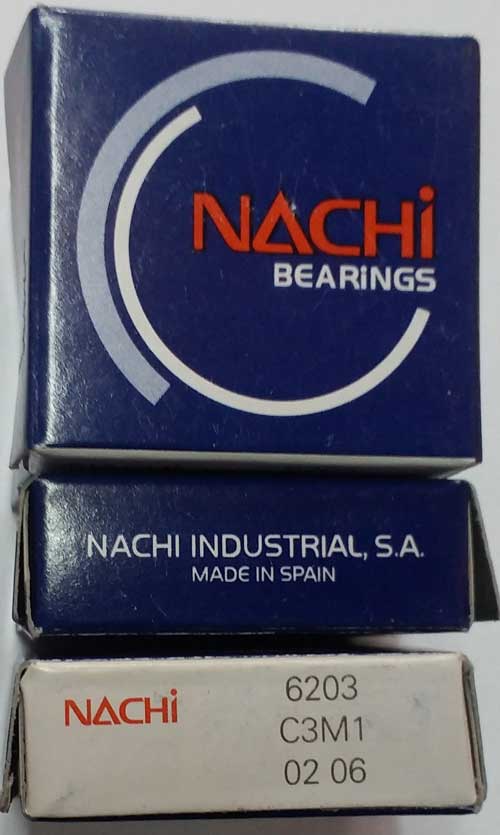 NACHi
BEARiNGS
NACHI INDUSTRIAL, S.A.
MADE IN SPAIN
NACHi
6203
C3M1
02 06